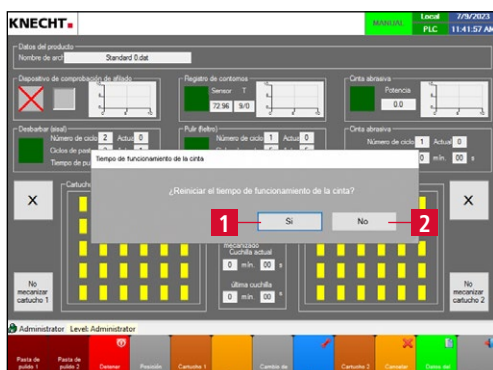 KNECHT
MANUAL
Local
7/9/2023
PLC
11:41:57 AM
Datos del producto
Nombre de arch
Standard 0.dat
Dispositivo de comprobación de afilado
Registro de contornos
Sensor T
72.96 9/0
Cinta abrasiva
Potencia
0.0
Desbarbar (sisal)
Número de ciclo 2 Actua 0
Ciclos de post
Tiempo de pu
Pulir (fieltro)
Número de ciclo 1 Actua 0
Cinta abrasiva
Número de ciclo 1 Actual 0
0 min. 00 s
Tiempo de funcionamiento de la cinta
¿Reiniciar el tiempo de funcionamiento de la cinta?
1
Sí
No
2
X
Cartucho
X
mecanizado
Cuchilla actual
0 min. 00 s
última cuchilla
0 min. 00
No
mecanizar
cartucho 1
No
mecanizar
cartucho 2
Administrator Level: Administrator
Pasta de
pulido 1
Pasta de
pulido 2
Detener
Posición
Cartucho 1
Cambio de
Cartucho 2
Cancelar
Datos del